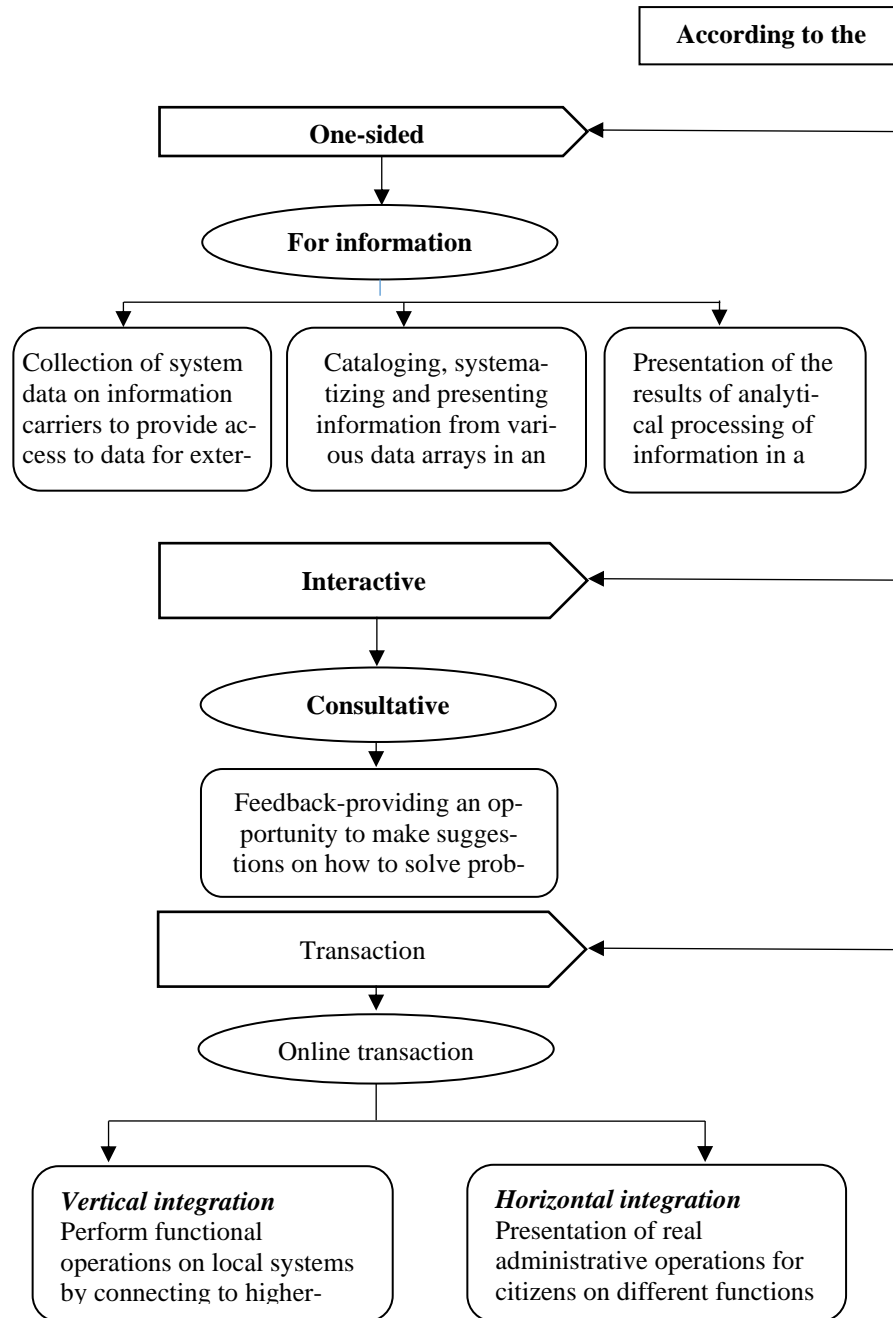 According to the
One-sided
For information
Collection of system
data on information
carriers to provide ac-
cess to data for exter-
Cataloging, systema-
tizing and presenting
information from vari-
ous data arrays in an
Presentation of the
results of analyti-
cal processing of
information in a
Interactive
Consultative
Feedback-providing an op-
portunity to make sugges-
tions on how to solve prob-
Transaction
Online transaction
Vertical integration
Perform functional
operations on local systems
by connecting to higher-
Horizontal integration
Presentation of real
administrative operations for
citizens on different functions